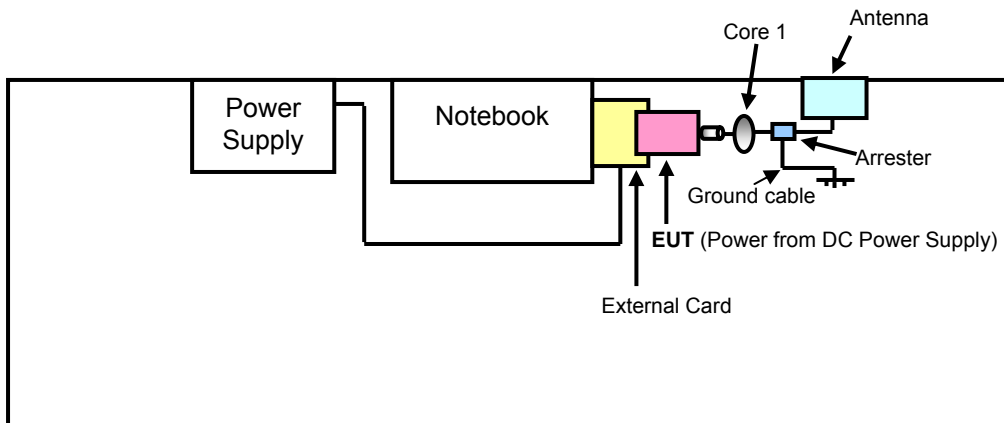 Antenna
Core 1
Power
Supply
Notebook
Arrester
Ground cable
EUT (Power from DC Power Supply)
External Card